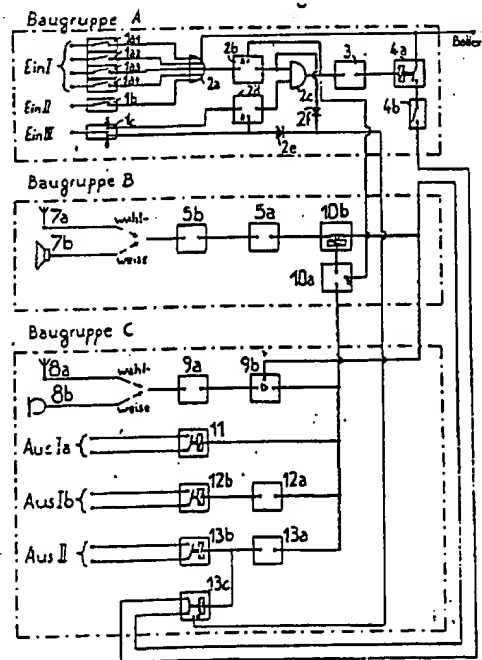 Baugruppe A
Ein I
1a1
1a2
1a3
1a4
2a
2b
A
2c
3
4a
4b
Ein II
1b
2d
2f
Ein III
1c
2e
Baugruppe B
7a
7b
wahl-
weise
5b
5a
10b
10a
Baugruppe C
8a
8b
wahl-
weise
9a
9b
Aus Ia
11
Aus Ib
12b
12a
Aus II
13b
13a
13c